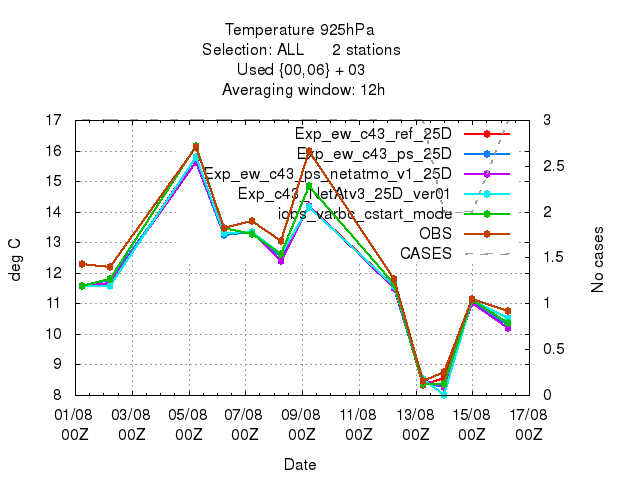 Temperature 925hPa
Selection: ALL 2 stations
Used {00,06} + 03
Averaging window: 12h
17
16
15
14
13
12
11
10
9
8
deg C
3
2.5
2
1.5
1
0.5
0
No cases
Exp_ew_c43_ref_25D
Exp_ew_c43_ps_25D
Exp_ew_c43_ps_netatmo_v1_25D
Exp_c43_NetAtv3_25D_ver01
iobs_varbc_cstart_mode
OBS
CASES
01/08 03/08 05/08 07/08 09/08 11/08 13/08 15/08 17/08
00Z 00Z 00Z 00Z 00Z 00Z 00Z 00Z 00Z
Date